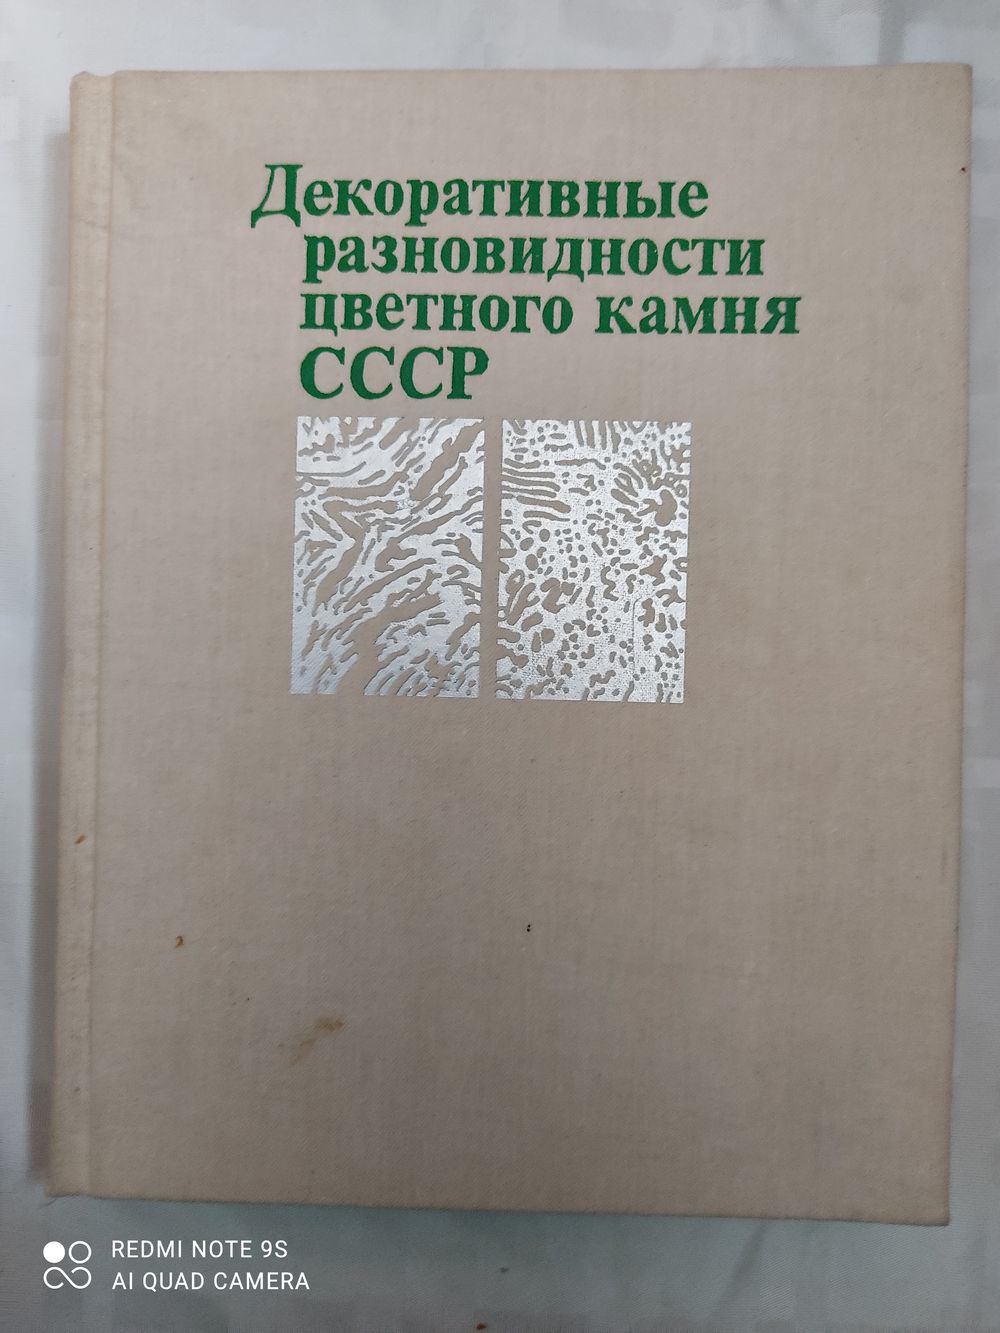 Декоративные
разновидности
цветного камня
СССР
REDMI NOTE 9S
AI QUAD CAMERA